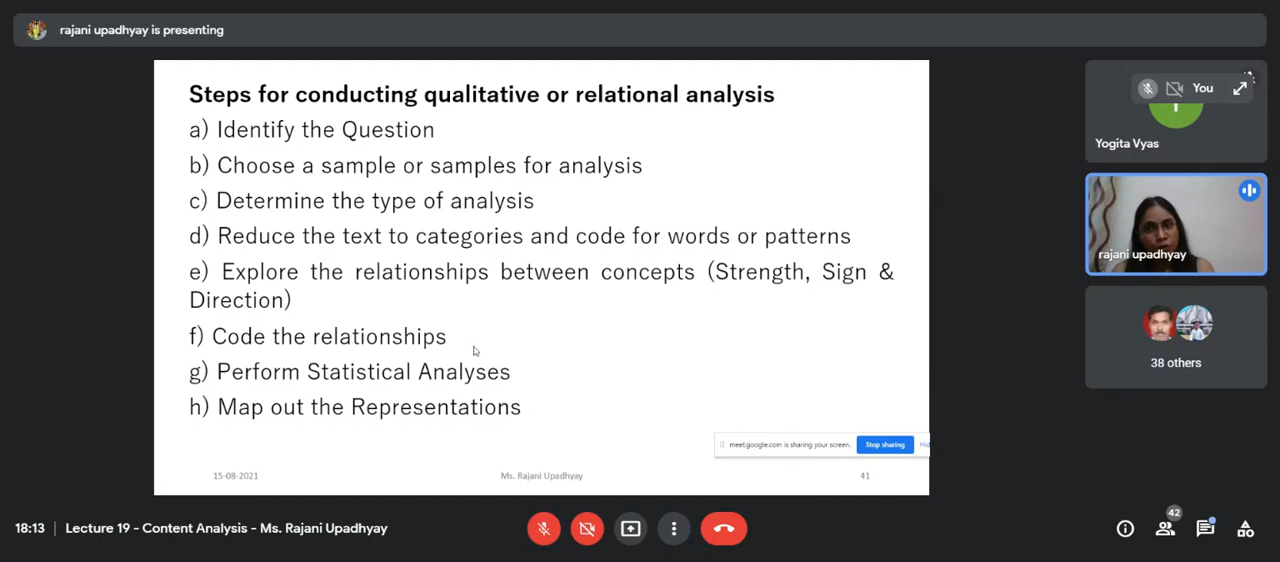 rajani upadhyay is presenting
Steps for conducting qualitative or relational analysis
a) Identify the Question
b) Choose a sample or samples for analysis
c) Determine the type of analysis
d) Reduce the text to categories and code for words or patterns
e) Explore the relationships between concepts (Strength, Sign &
Direction)
f) Code the relationships
g) Perform Statistical Analyses
h) Map out the Representations
meet.google.com is sharing your screen.
Stop sharing
15-08-2021
Ms. Rajani Upadhyay
41
You
Yogita Vyas
rajani upadhyay
38 others
18:13
Lecture 19 - Content Analysis - Ms. Rajani Upadhyay
42